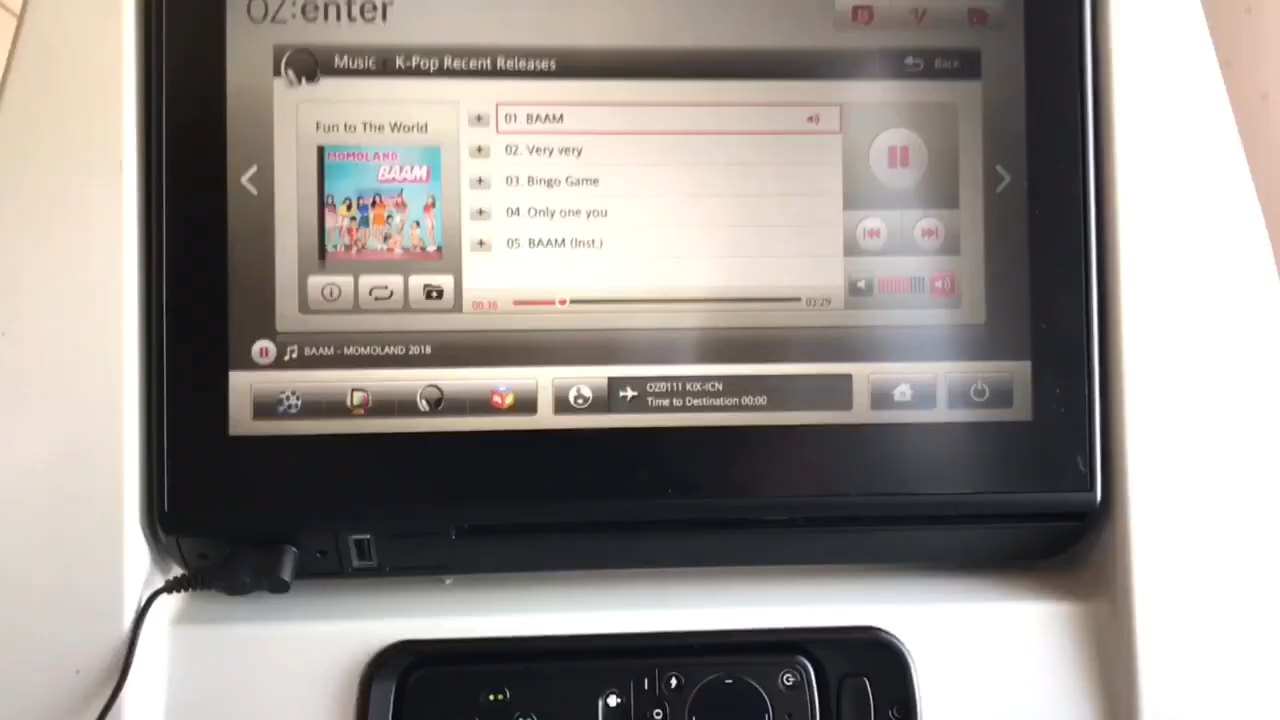 OZ:enter
Music K-Pop Recent Releases
Back
Fun to The World
MOMOLAND
BAAM
01. BAAM
02. Very very
03. Bingo Game
04. Only one you
05. BAAM (Inst.)
00:36
03:29
BAAM - MOMOLAND 2018
OZ0111 KIX-ICN
Time to Destination 00:00